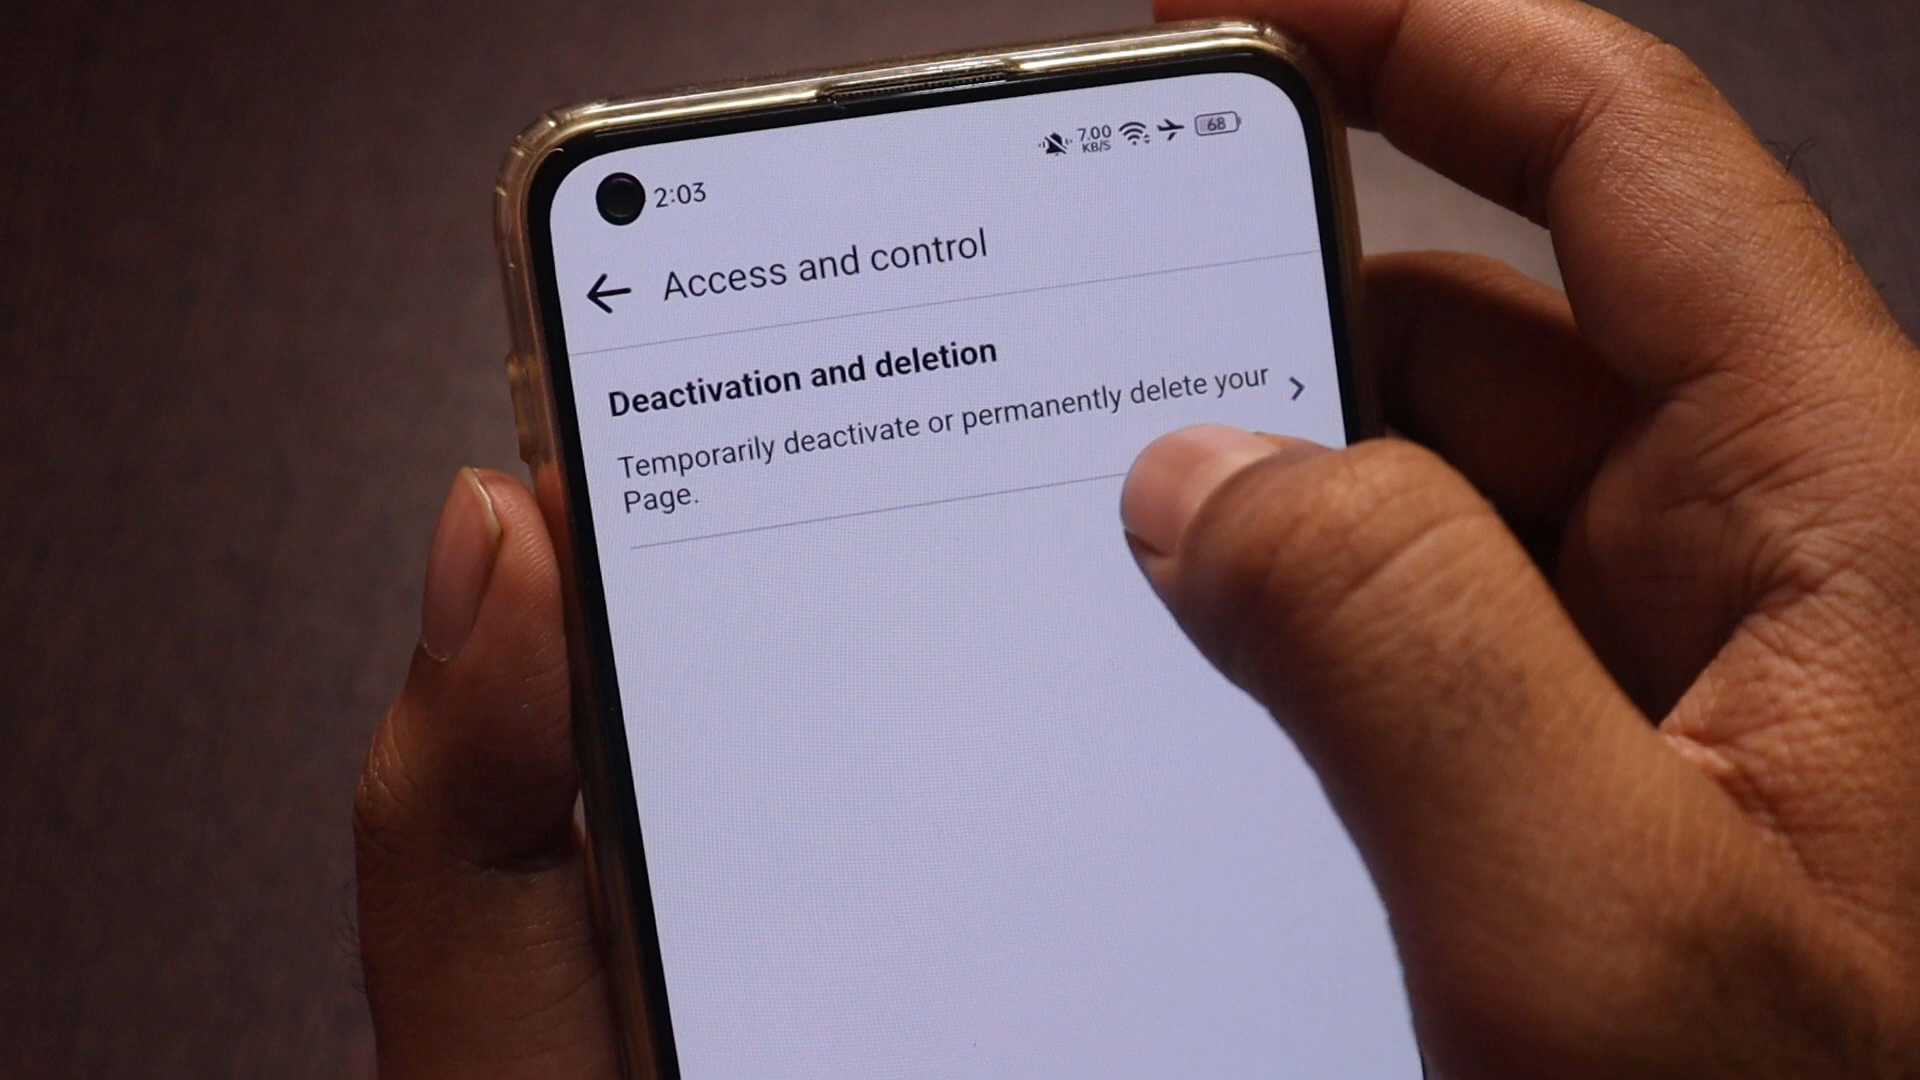 2:03
7.00
KB/S
68
Access and control
Deactivation and deletion
Temporarily deactivate or permanently delete your
Page.